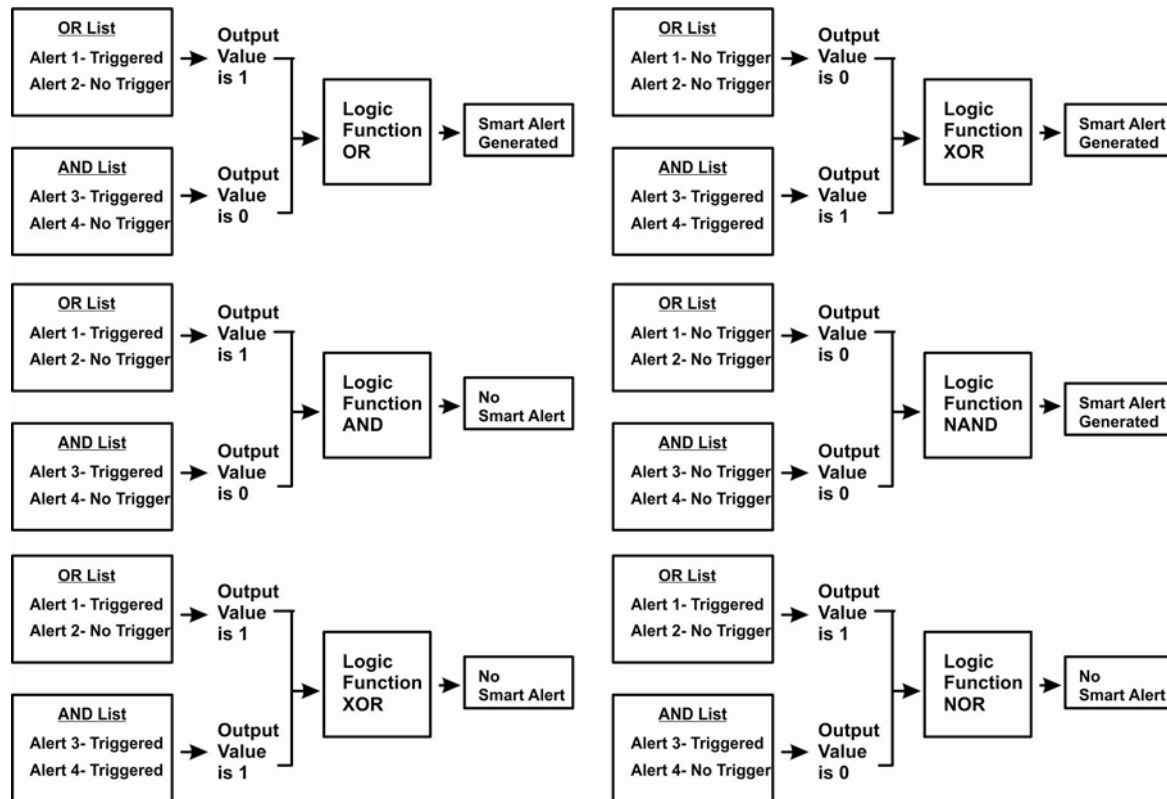 OR List
Alert 1- Triggered
Alert 2- No Trigger
Output
Value
is 1
AND List
Alert 3- Triggered
Alert 4- No Trigger
Output
Value
is 0
Logic
Function
OR
Smart Alert
Generated
OR List
Alert 1- No Trigger
Alert 2- No Trigger
Output
Value
is 0
AND List
Alert 3- Triggered
Alert 4- Triggered
Output
Value
is 1
Logic
Function
XOR
Smart Alert
Generated
OR List
Alert 1- Triggered
Alert 2- No Trigger
Output
Value
is 1
AND List
Alert 3- Triggered
Alert 4- No Trigger
Output
Value
is 0
Logic
Function
AND
No
Smart Alert
OR List
Alert 1- No Trigger
Alert 2- No Trigger
Output
Value
is 0
AND List
Alert 3- No Trigger
Alert 4- No Trigger
Output
Value
is 0
Logic
Function
NAND
Smart Alert
Generated
OR List
Alert 1- Triggered
Alert 2- No Trigger
Output
Value
is 1
AND List
Alert 3- Triggered
Alert 4- Triggered
Output
Value
is 1
Logic
Function
XOR
No
Smart Alert
OR List
Alert 1- Triggered
Alert 2- No Trigger
Output
Value
is 1
AND List
Alert 3- Triggered
Alert 4- No Trigger
Output
Value
is 0
Logic
Function
NOR
No
Smart Alert